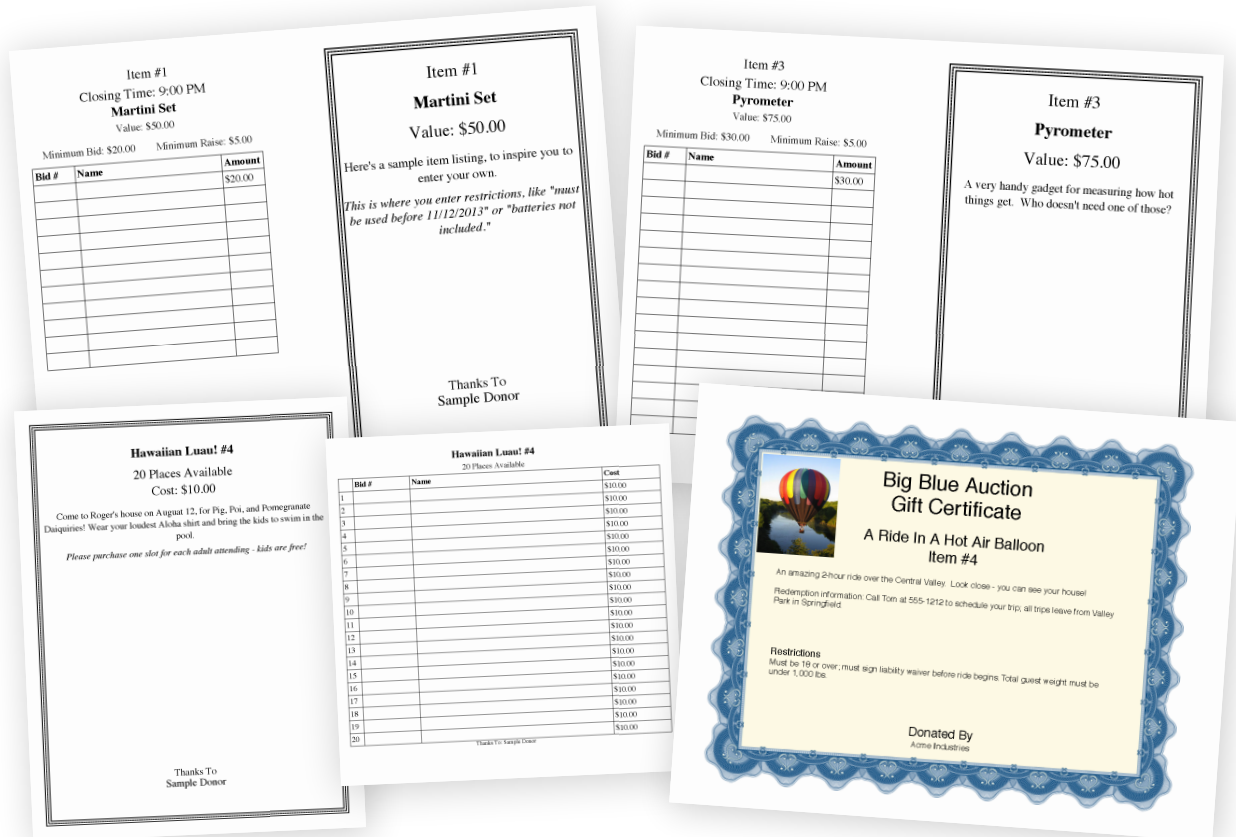 Item #1
Closing Time: 9:00 PM
Martini Set
Value: $50.00
Minimum Bid: $20.00 Minimum Raise: $5.00
Bid # Name Amount
$20.00
Item #1
Martini Set
Value: $50.00
Here's a sample item listing, to inspire you to
enter your own.
This is where you enter restrictions, like "must
be used before 11/12/2013" or "batteries not
included."
Thanks To
Sample Donor
Item #3
Closing Time: 9:00 PM
Pyrometer
Value: $75.00
Minimum Bid: $30.00 Minimum Raise: $5.00
Bid # Name Amount
$30.00
Item #3
Pyrometer
Value: $75.00
A very handy gadget for measuring how hot
things get. Who doesn't need one of those?
Hawaiian Luau! #4
20 Places Available
Cost: $10.00
Come to Roger's house on August 12, for Pig, Poi, and Pomegranate
Daiquiries! Wear your loudest Aloha shirt and bring the kids to swim in the
pool.
Please purchase one slot for each adult attending - kids are free!
Thanks To
Sample Donor
Hawaiian Luau! #4
20 Places Available
Bid # Name Cost
1 $10.00
2 $10.00
3 $10.00
4 $10.00
5 $10.00
6 $10.00
7 $10.00
8 $10.00
9 $10.00
10 $10.00
11 $10.00
12 $10.00
13 $10.00
14 $10.00
15 $10.00
16 $10.00
17 $10.00
18 $10.00
19 $10.00
20 $10.00
Thanks To Sample Donor
Big Blue Auction
Gift Certificate
A Ride In A Hot Air Balloon
Item #4
An amazing 2-hour ride over the Central Valley. Look close - you can see your house!
Redemption information: Call Tom at 555-1212 to schedule your trip, all trips leave from Valley
Park in Springfield.
Restrictions
Must be or over; must sign liability waiver before ride begins. Total guest weight must be
under 1,000 lbs.
Donated By
Acme Industries